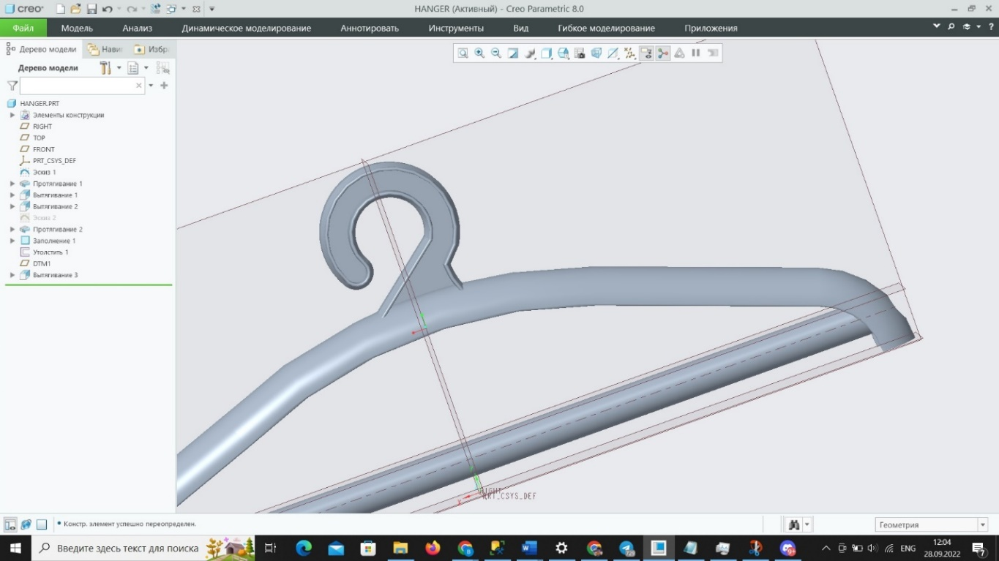 creo HANGER (Активный) - Creo Parametric 8.0
Файл Модель Анализ Динамическое моделирование Аннотировать Инструменты Вид Гибкое моделирование Приложения
Дерево модели Нави Избр
Дерево модели
HANGER.PRT
Элементы конструкции
RIGHT
TOP
FRONT
PRT_CSYS_DEF
Эскиз 1
Протягивание 1
Вытягивание 1
Вытягивание 2
Эскиз 2
Протягивание 2
Заполнение 1
Утолстить 1
DTM1
Вытягивание 3
RIGHT
PRT_CSYS_DEF
X
Констр. элемент успешно переопределен. Геометрия
Введите здесь текст для поиска ENG 12:04
28.09.2022 7